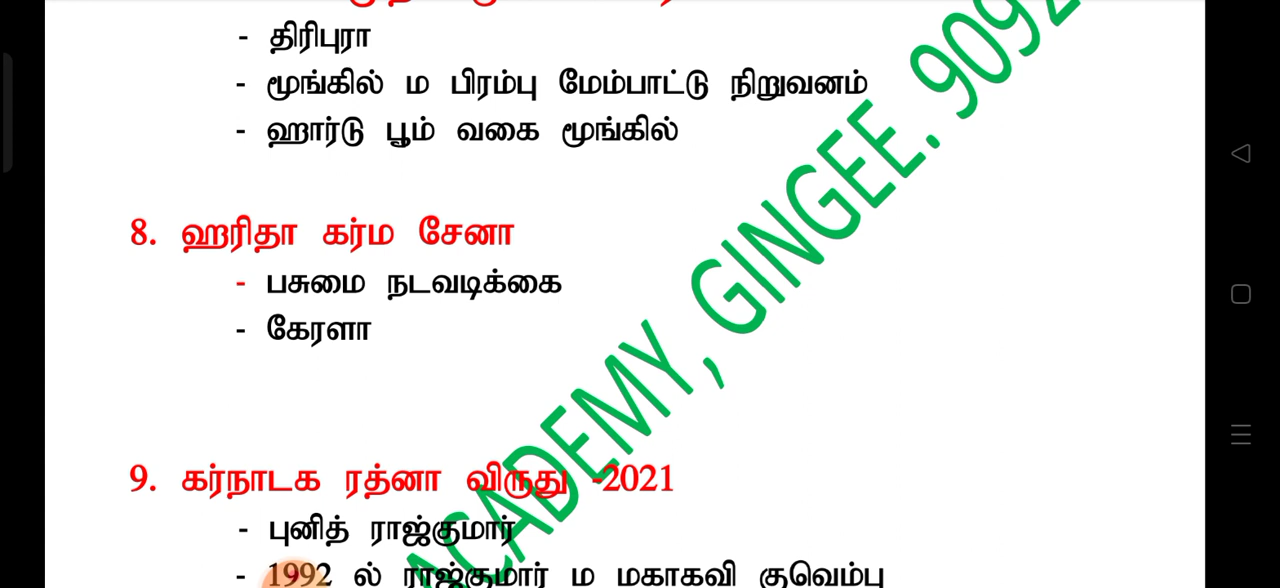 - திரிபுரா
- மூங்கில் ம பிரம்பு மேம்பாட்டு நிறுவனம்
- ஹார்டு பூம் வகை மூங்கில்
8. ஹரிதா கர்ம சேனா
- பசுமை நடவடிக்கை
- கேரளா
9. கர்நாடக ரத்னா விருது -2021
- புனித் ராஜ்குமார்
- 1992 ல் ராஜ்குமார் ம மகாகவி குவெம்பு
ACADEMY, GINGEE. 909